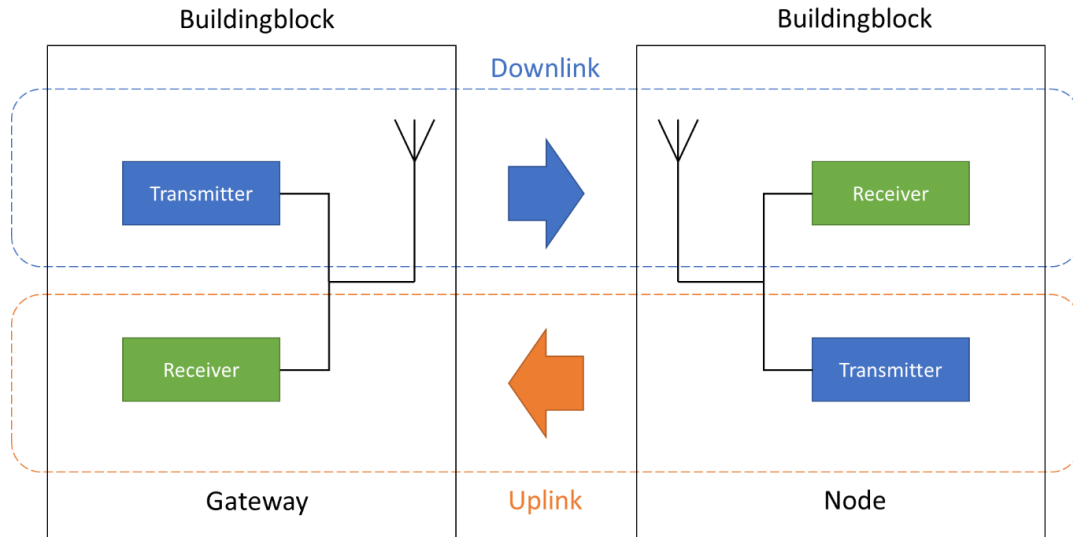 Buildingblock
Buildingblock
Downlink
Transmitter
Receiver
Receiver
Transmitter
Gateway
Uplink
Node